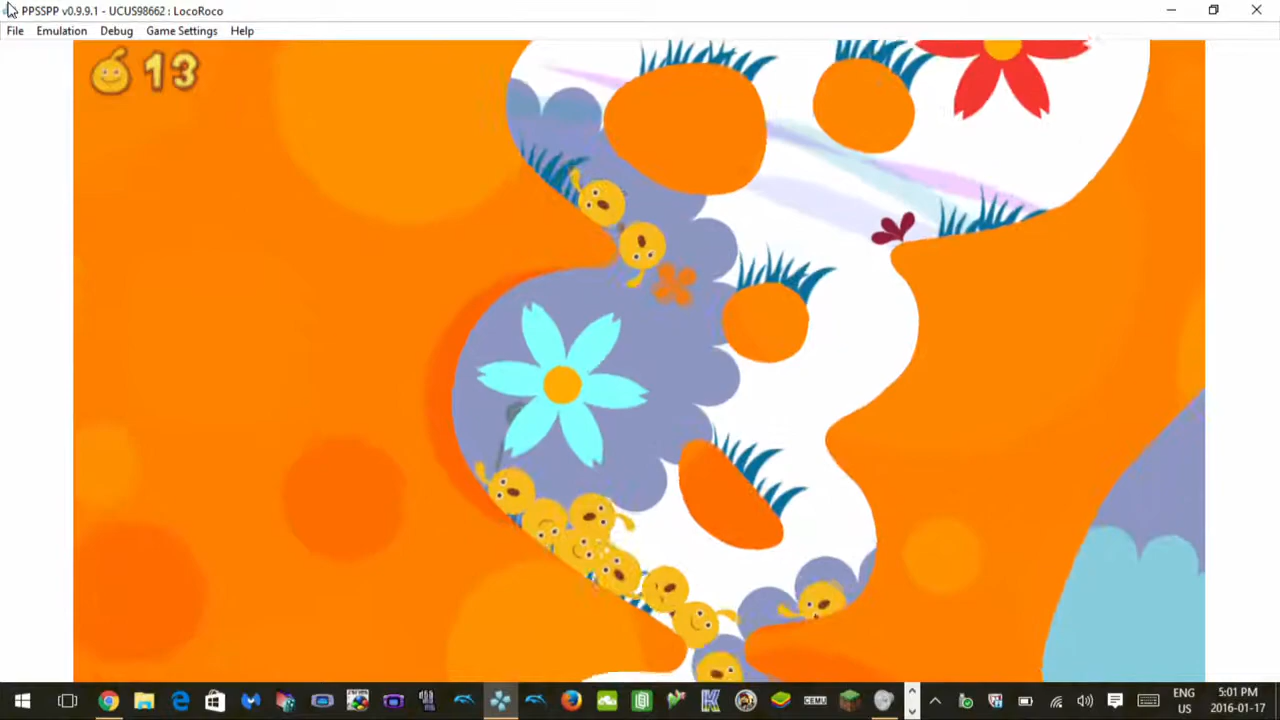 PPSSPP v0.9.9.1 - UCUS98662 : LocoRoco
File Emulation Debug Game Settings Help
13
CEMU
ENG
US
5:01 PM
2016-01-17